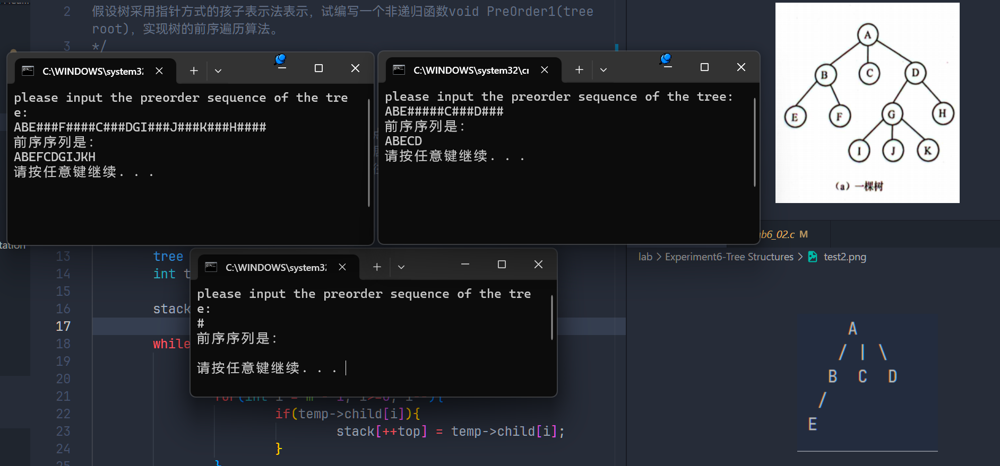 2 假设树采用指针方式的孩子表示法表示，试编写一个非递归函数void PreOrder1(tree
root)，实现树的前序遍历算法。
3 */
C:\WINDOWS\system32
please input the preorder sequence of the tre
e:
ABE###F####C###DGI###J###K###H####
前序序列是:
ABEFCDGIJKH
请按任意键继续. . .
C:\WINDOWS\system32\c
please input the preorder sequence of the tree:
ABE#####C###D###
前序序列是:
ABECD
请按任意键继续. . .
A
B C D
E F G H
I J K
(a) 一棵树
tation
13 tree
14 int t
15
16 stack
17
18 while
19
20
21 for(int i = m - 1; i>=0; i--){
22 if(temp->child[i]){
23 stack[++top] = temp->child[i];
24 }
25 }
C:\WINDOWS\system32
please input the preorder sequence of the tre
e:
#
前序序列是:
请按任意键继续. . .
b6_02.c M
lab > Experiment6-Tree Structures > test2.png
A
/ | \
B C D
/
E